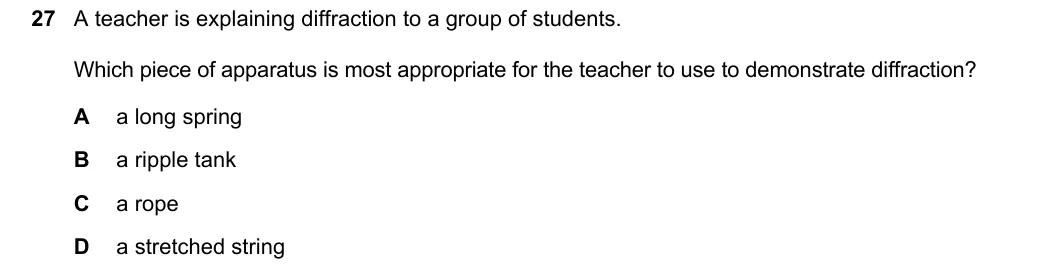 27 A teacher is explaining diffraction to a group of students.
Which piece of apparatus is most appropriate for the teacher to use to demonstrate diffraction?
A a long spring
B a ripple tank
C a rope
D a stretched string